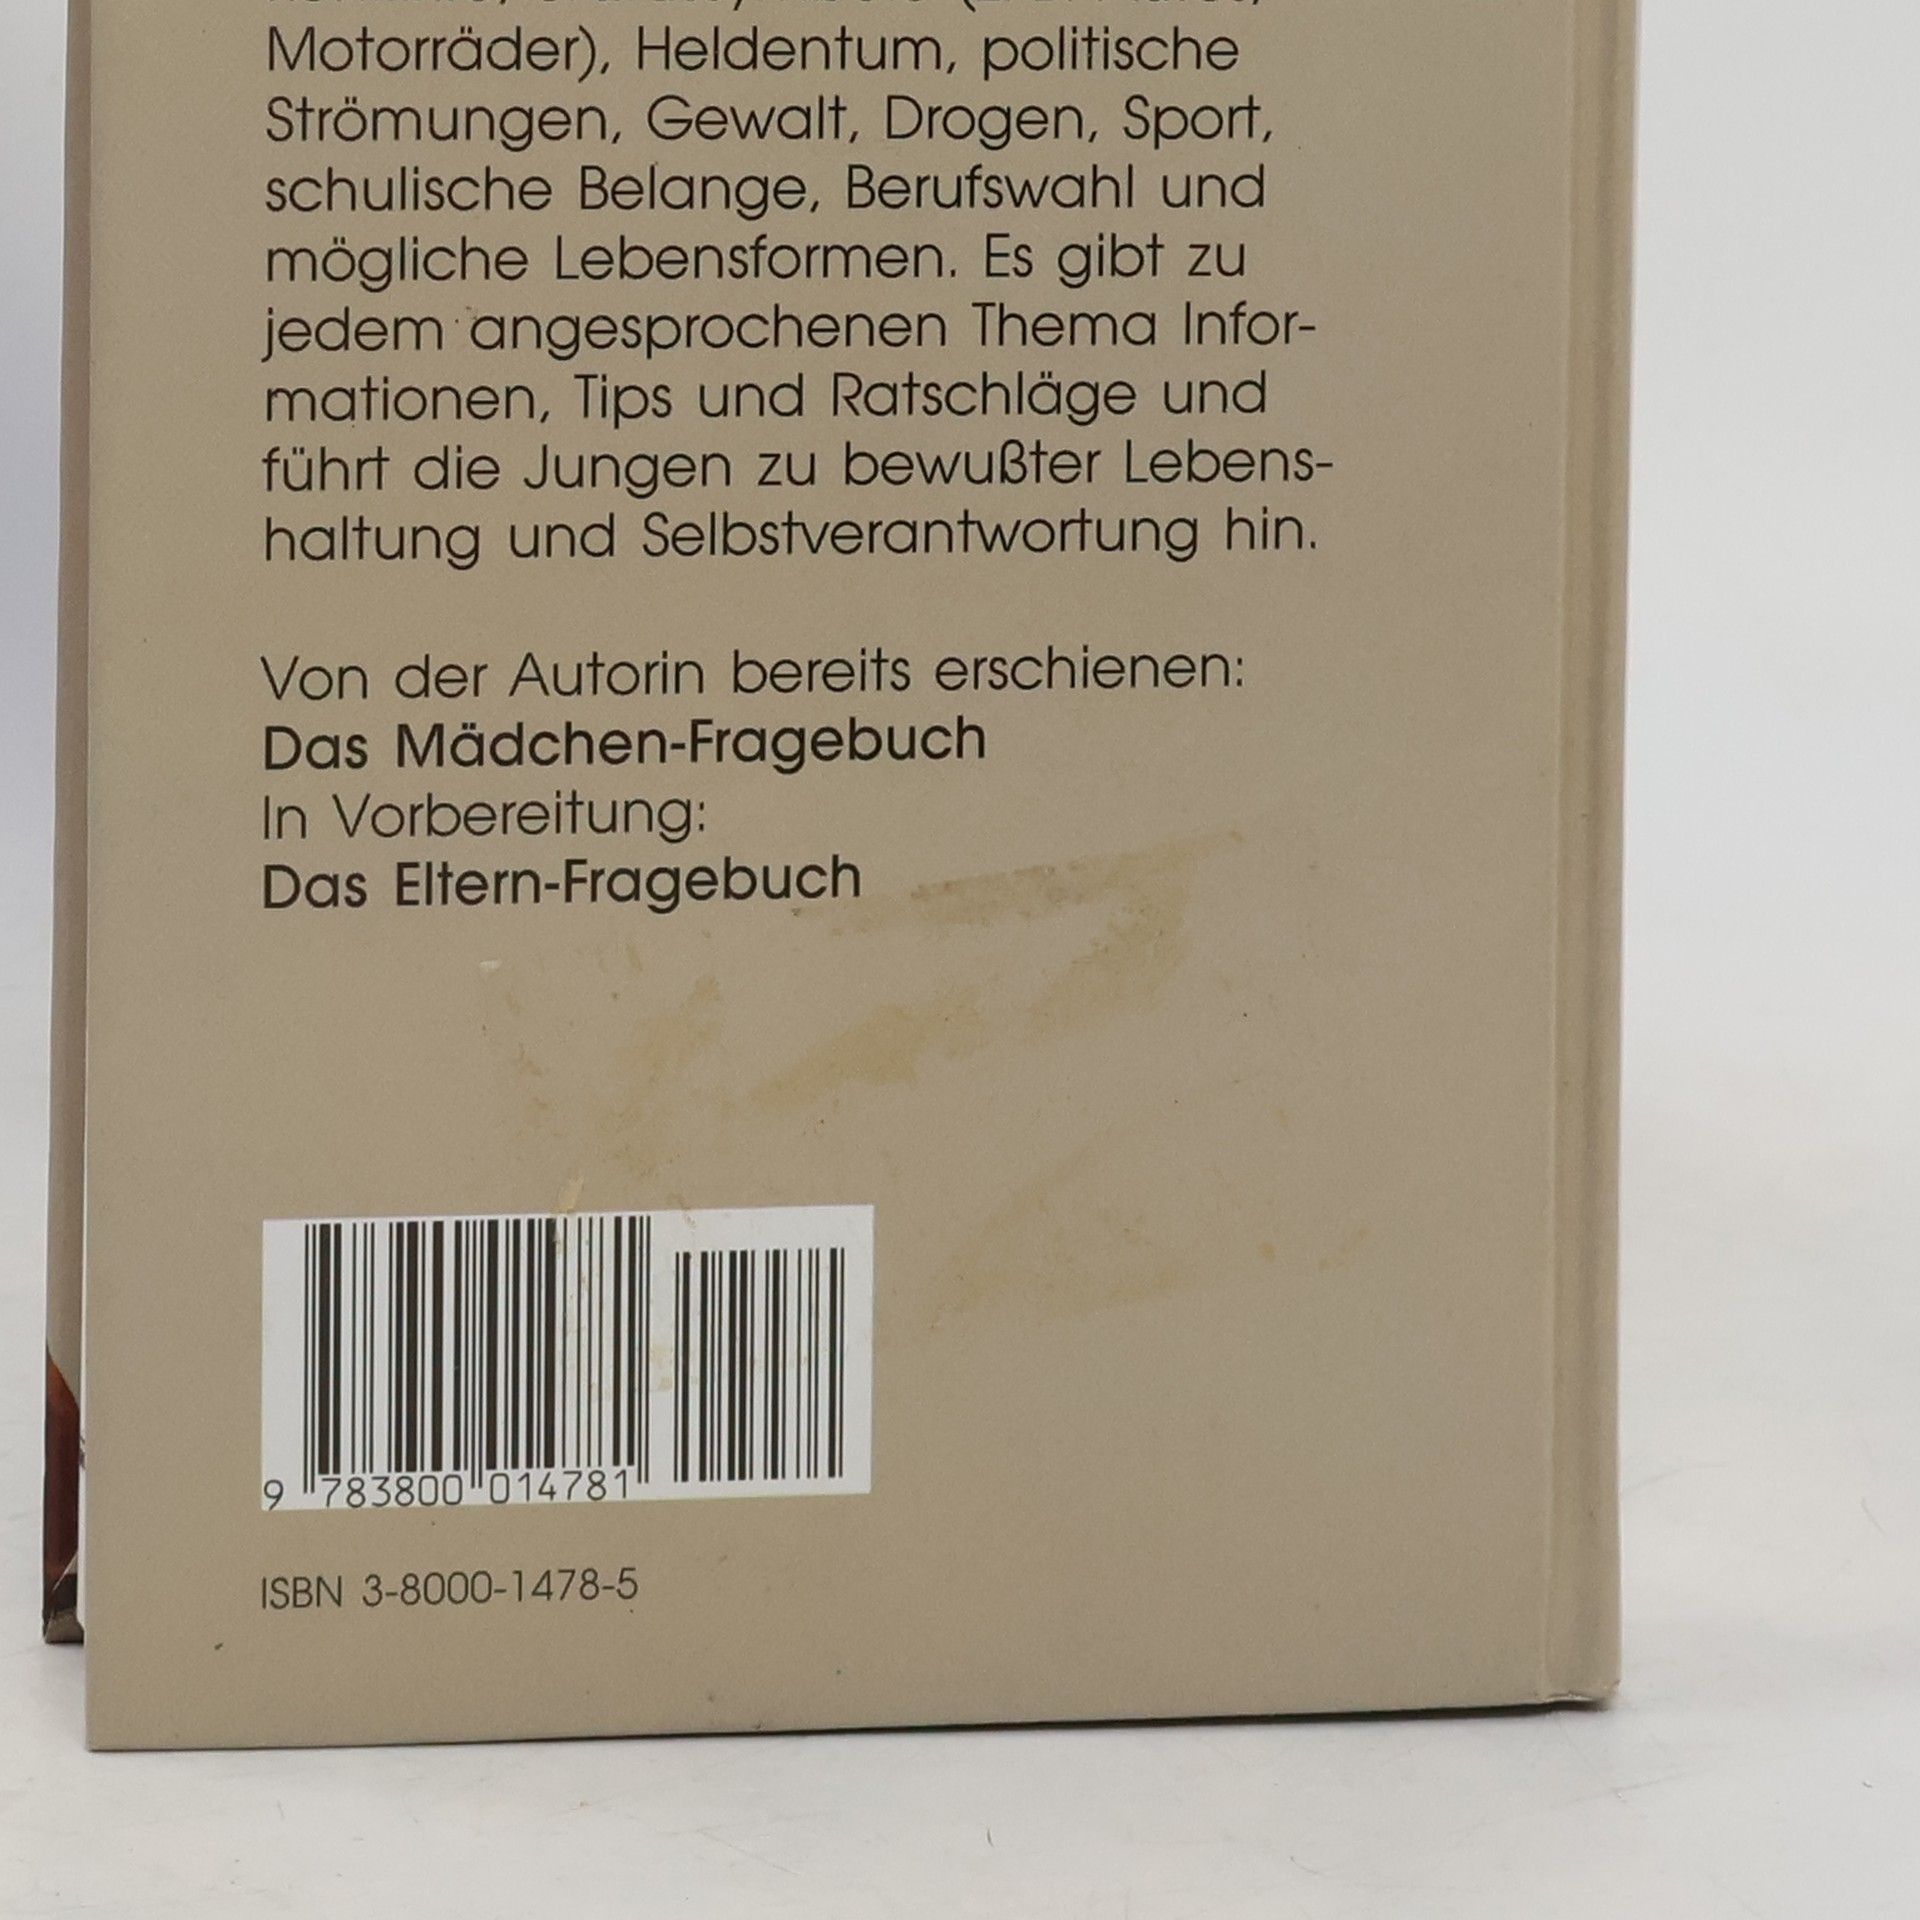 Motorräder), Heldentum, politische
Strömungen, Gewalt, Drogen, Sport,
schulische Belange, Berufswahl und
mögliche Lebensformen. Es gibt zu
jedem angesprochenen Thema Infor-
mationen, Tips und Ratschläge und
führt die Jungen zu bewußter Lebens-
haltung und Selbstverantwortung hin.
Von der Autorin bereits erschienen:
Das Mädchen-Fragebuch
In Vorbereitung:
Das Eltern-Fragebuch
9 783800 014781
ISBN 3-8000-1478-5